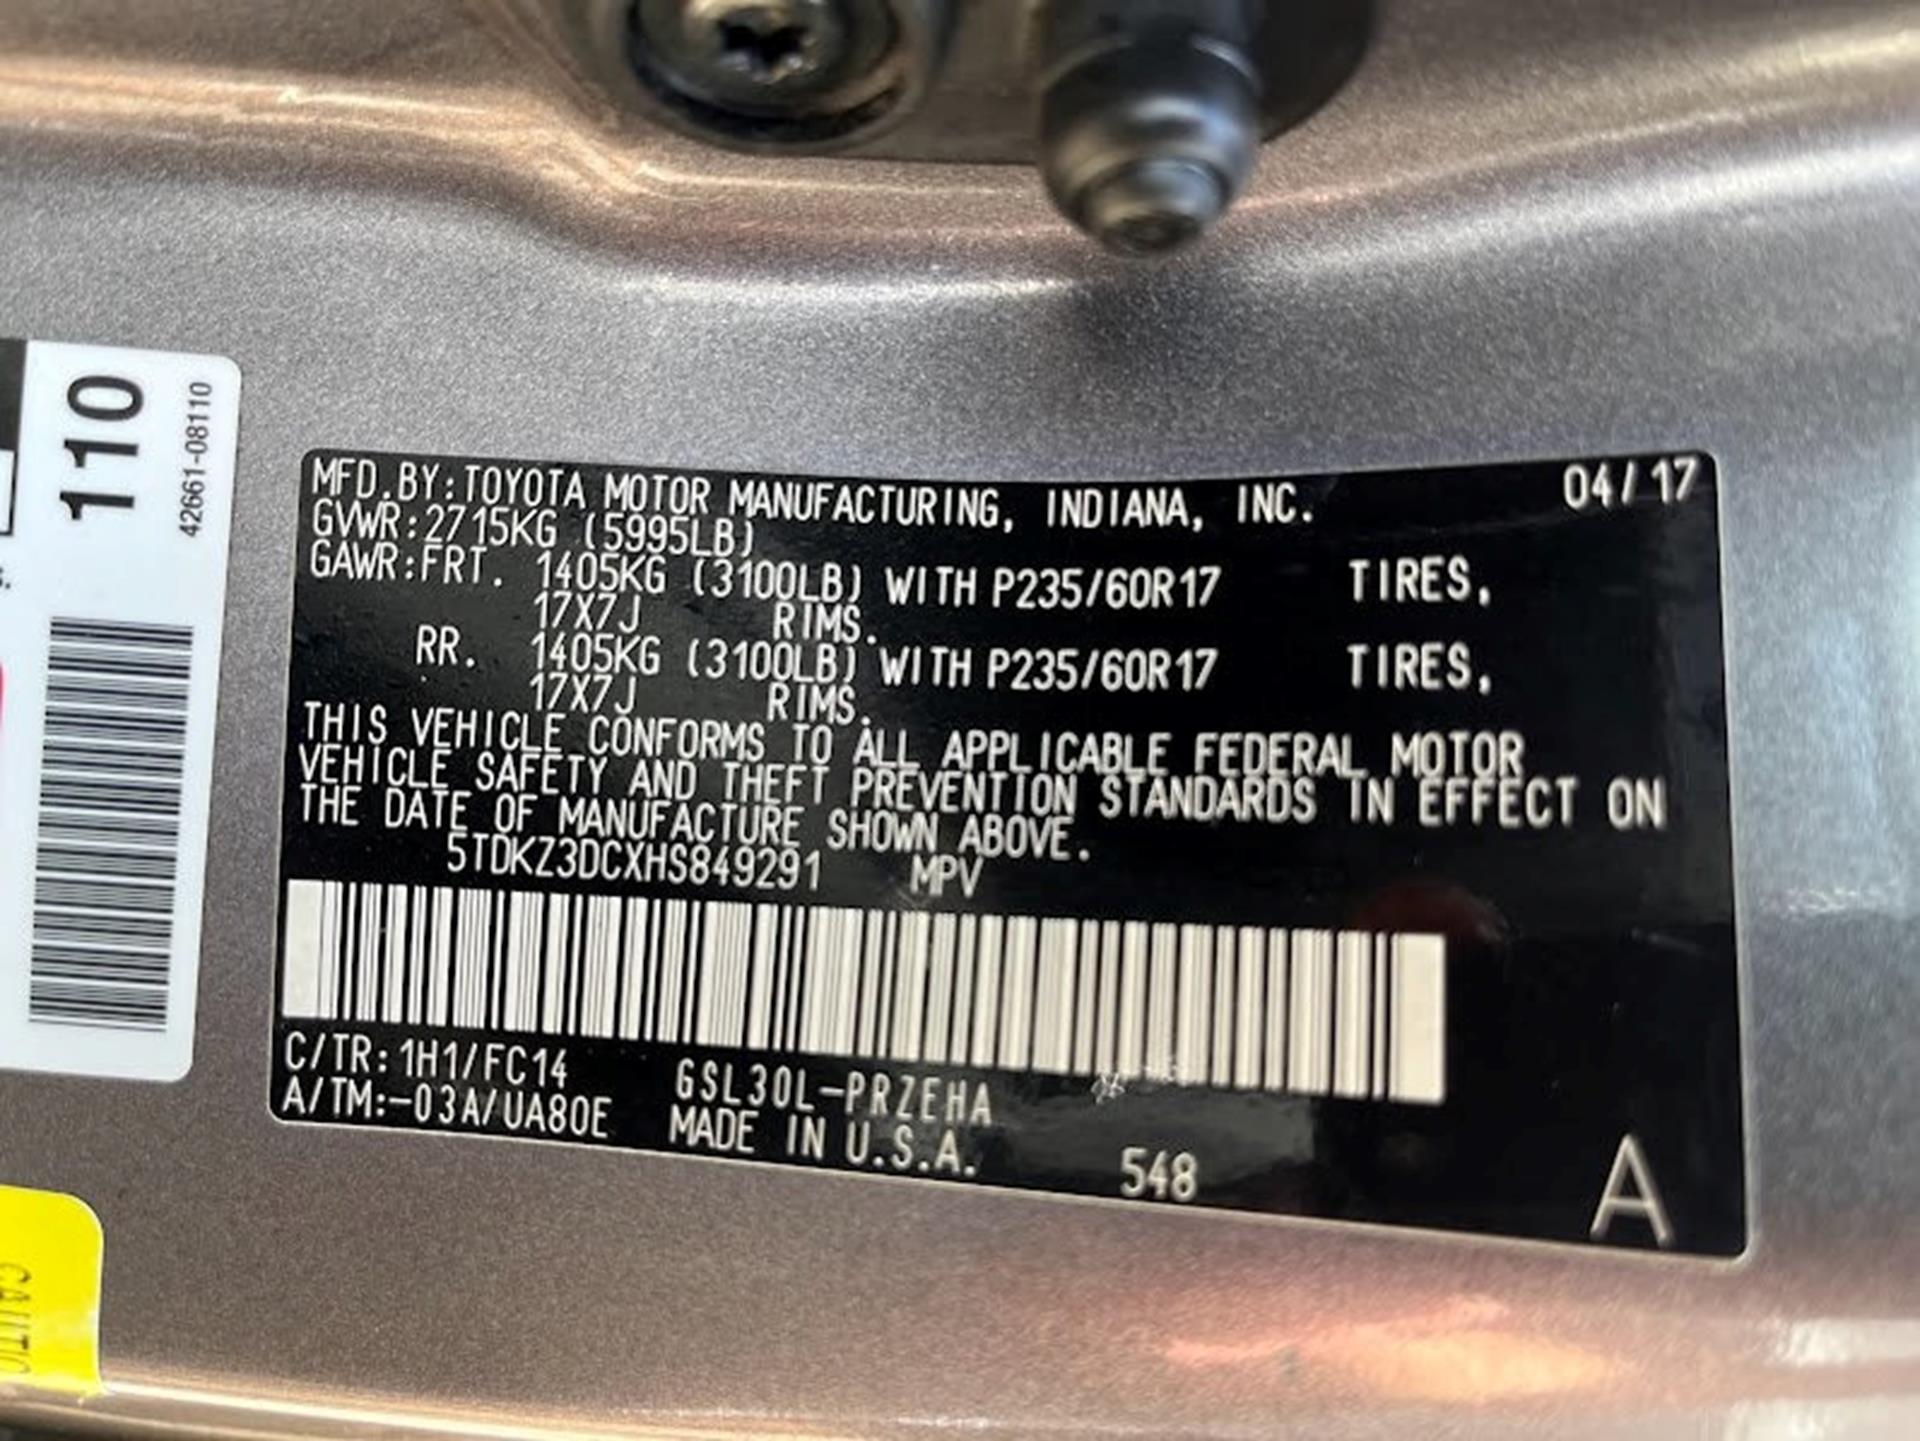 110
42661-08110
MFD.BY:TOYOTA MOTOR MANUFACTURING, INDIANA, INC. 04/17
GVWR:2715KG (5995LB)
GAWR:FRT. 1405KG (3100LB) WITH P235/60R17 TIRES,
17X7J RIMS.
RR. 1405KG (3100LB) WITH P235/60R17 TIRES,
17X7J RIMS.
THIS VEHICLE CONFORMS TO ALL APPLICABLE FEDERAL MOTOR
VEHICLE SAFETY AND THEFT PREVENTION STANDARDS IN EFFECT ON
THE DATE OF MANUFACTURE SHOWN ABOVE.
5TDKZ3DCXHS849291 MPV
C/TR:1H1/FC14 GSL30L-PRZEHA
A/TM:-03A/UA80E MADE IN U.S.A. 548
A